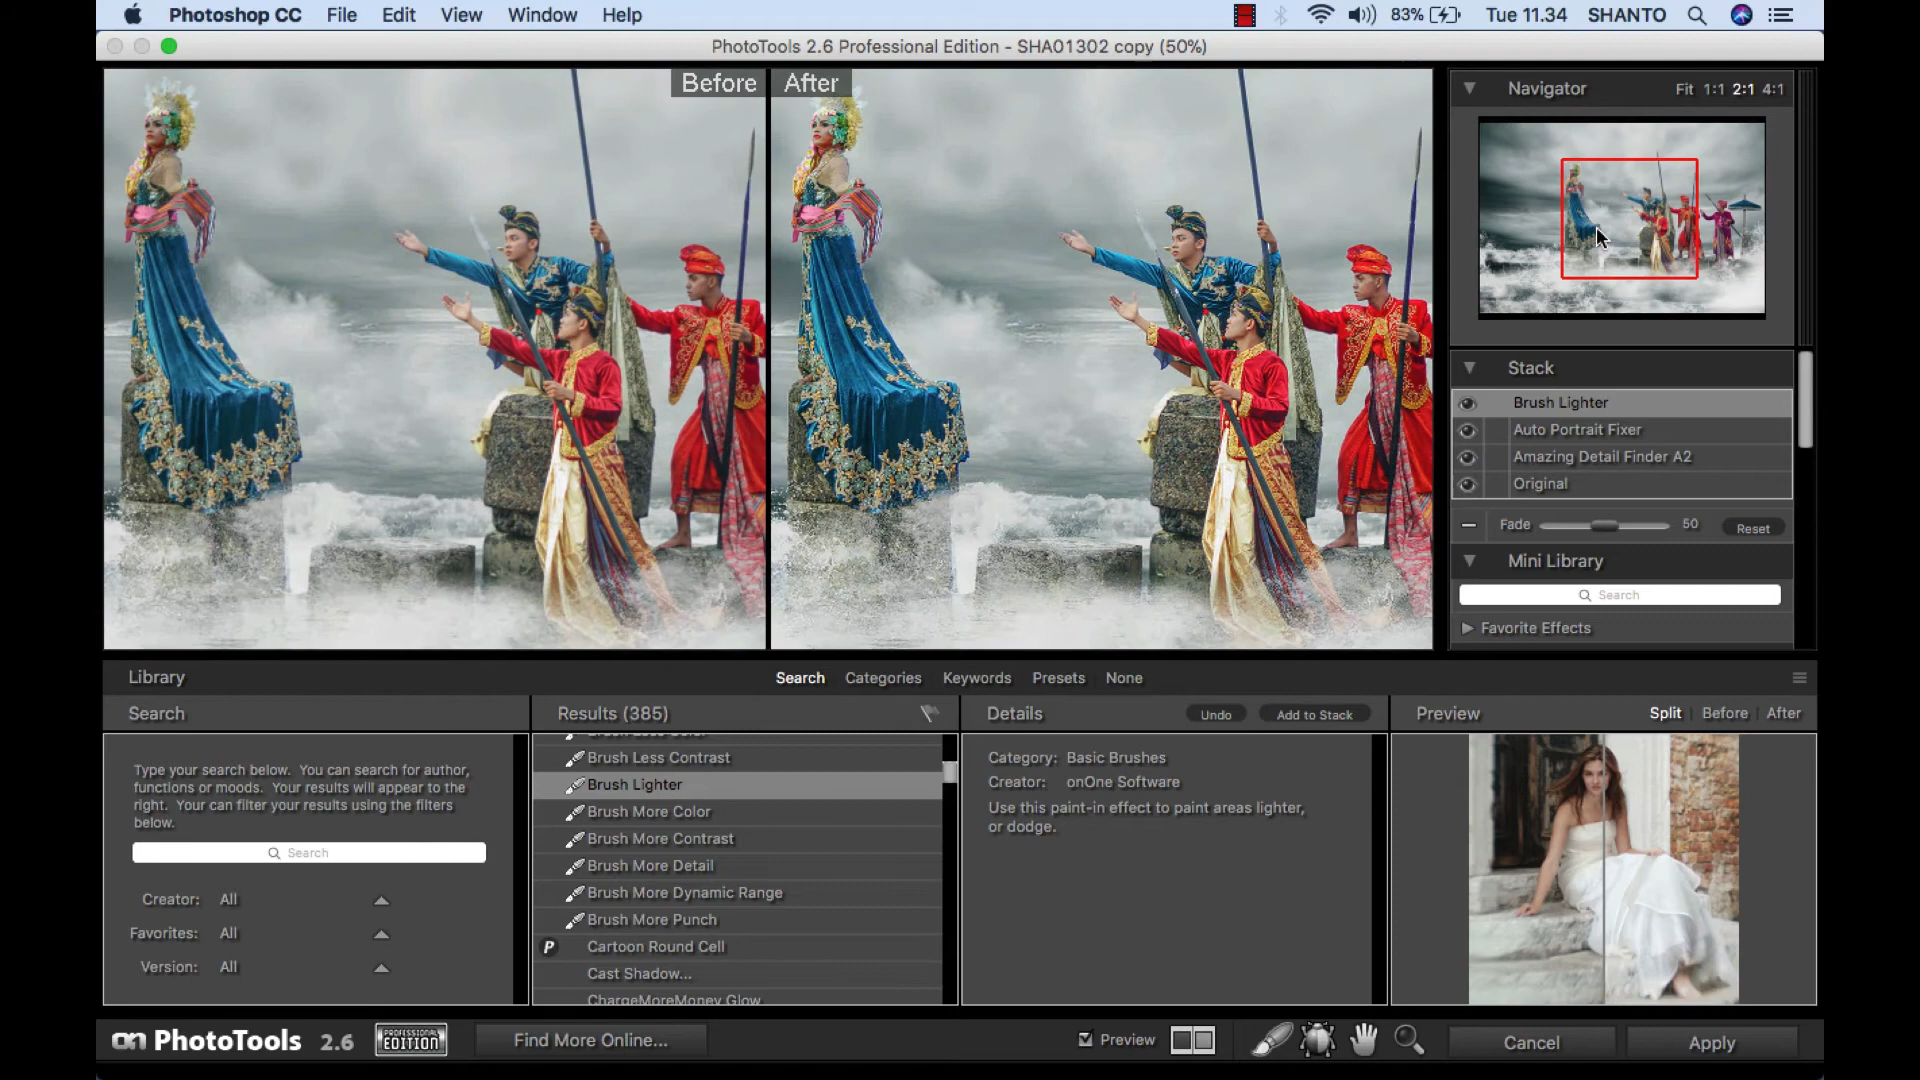 Photoshop CC File Edit View Window Help 83% Tue 11.34 SHANTO
PhotoTools 2.6 Professional Edition - SHA01302 copy (50%)
Before After
Navigator Fit 1:1 2:1 4:1
Stack
Brush Lighter
Auto Portrait Fixer
Amazing Detail Finder A2
Original
Fade 50 Reset
Mini Library
Search
Favorite Effects
Library Search Categories Keywords Presets None
Search
Type your search below. You can search for author,
functions or moods. Your results will appear to the
right. Your can filter your results using the filters
below.
Search
Creator: All
Favorites: All
Version: All
Results (385)
Brush Less Color
Brush Less Contrast
Brush Lighter
Brush More Color
Brush More Contrast
Brush More Detail
Brush More Dynamic Range
Brush More Punch
P Cartoon Round Cell
Cast Shadow...
ChargeMoreMoney Glow
Details Undo Add to Stack
Category: Basic Brushes
Creator: onOne Software
Use this paint-in effect to paint areas lighter,
or dodge.
Preview Split Before After
on PhotoTools 2.6 PROFESSIONAL EDITION Find More Online... Preview Cancel Apply